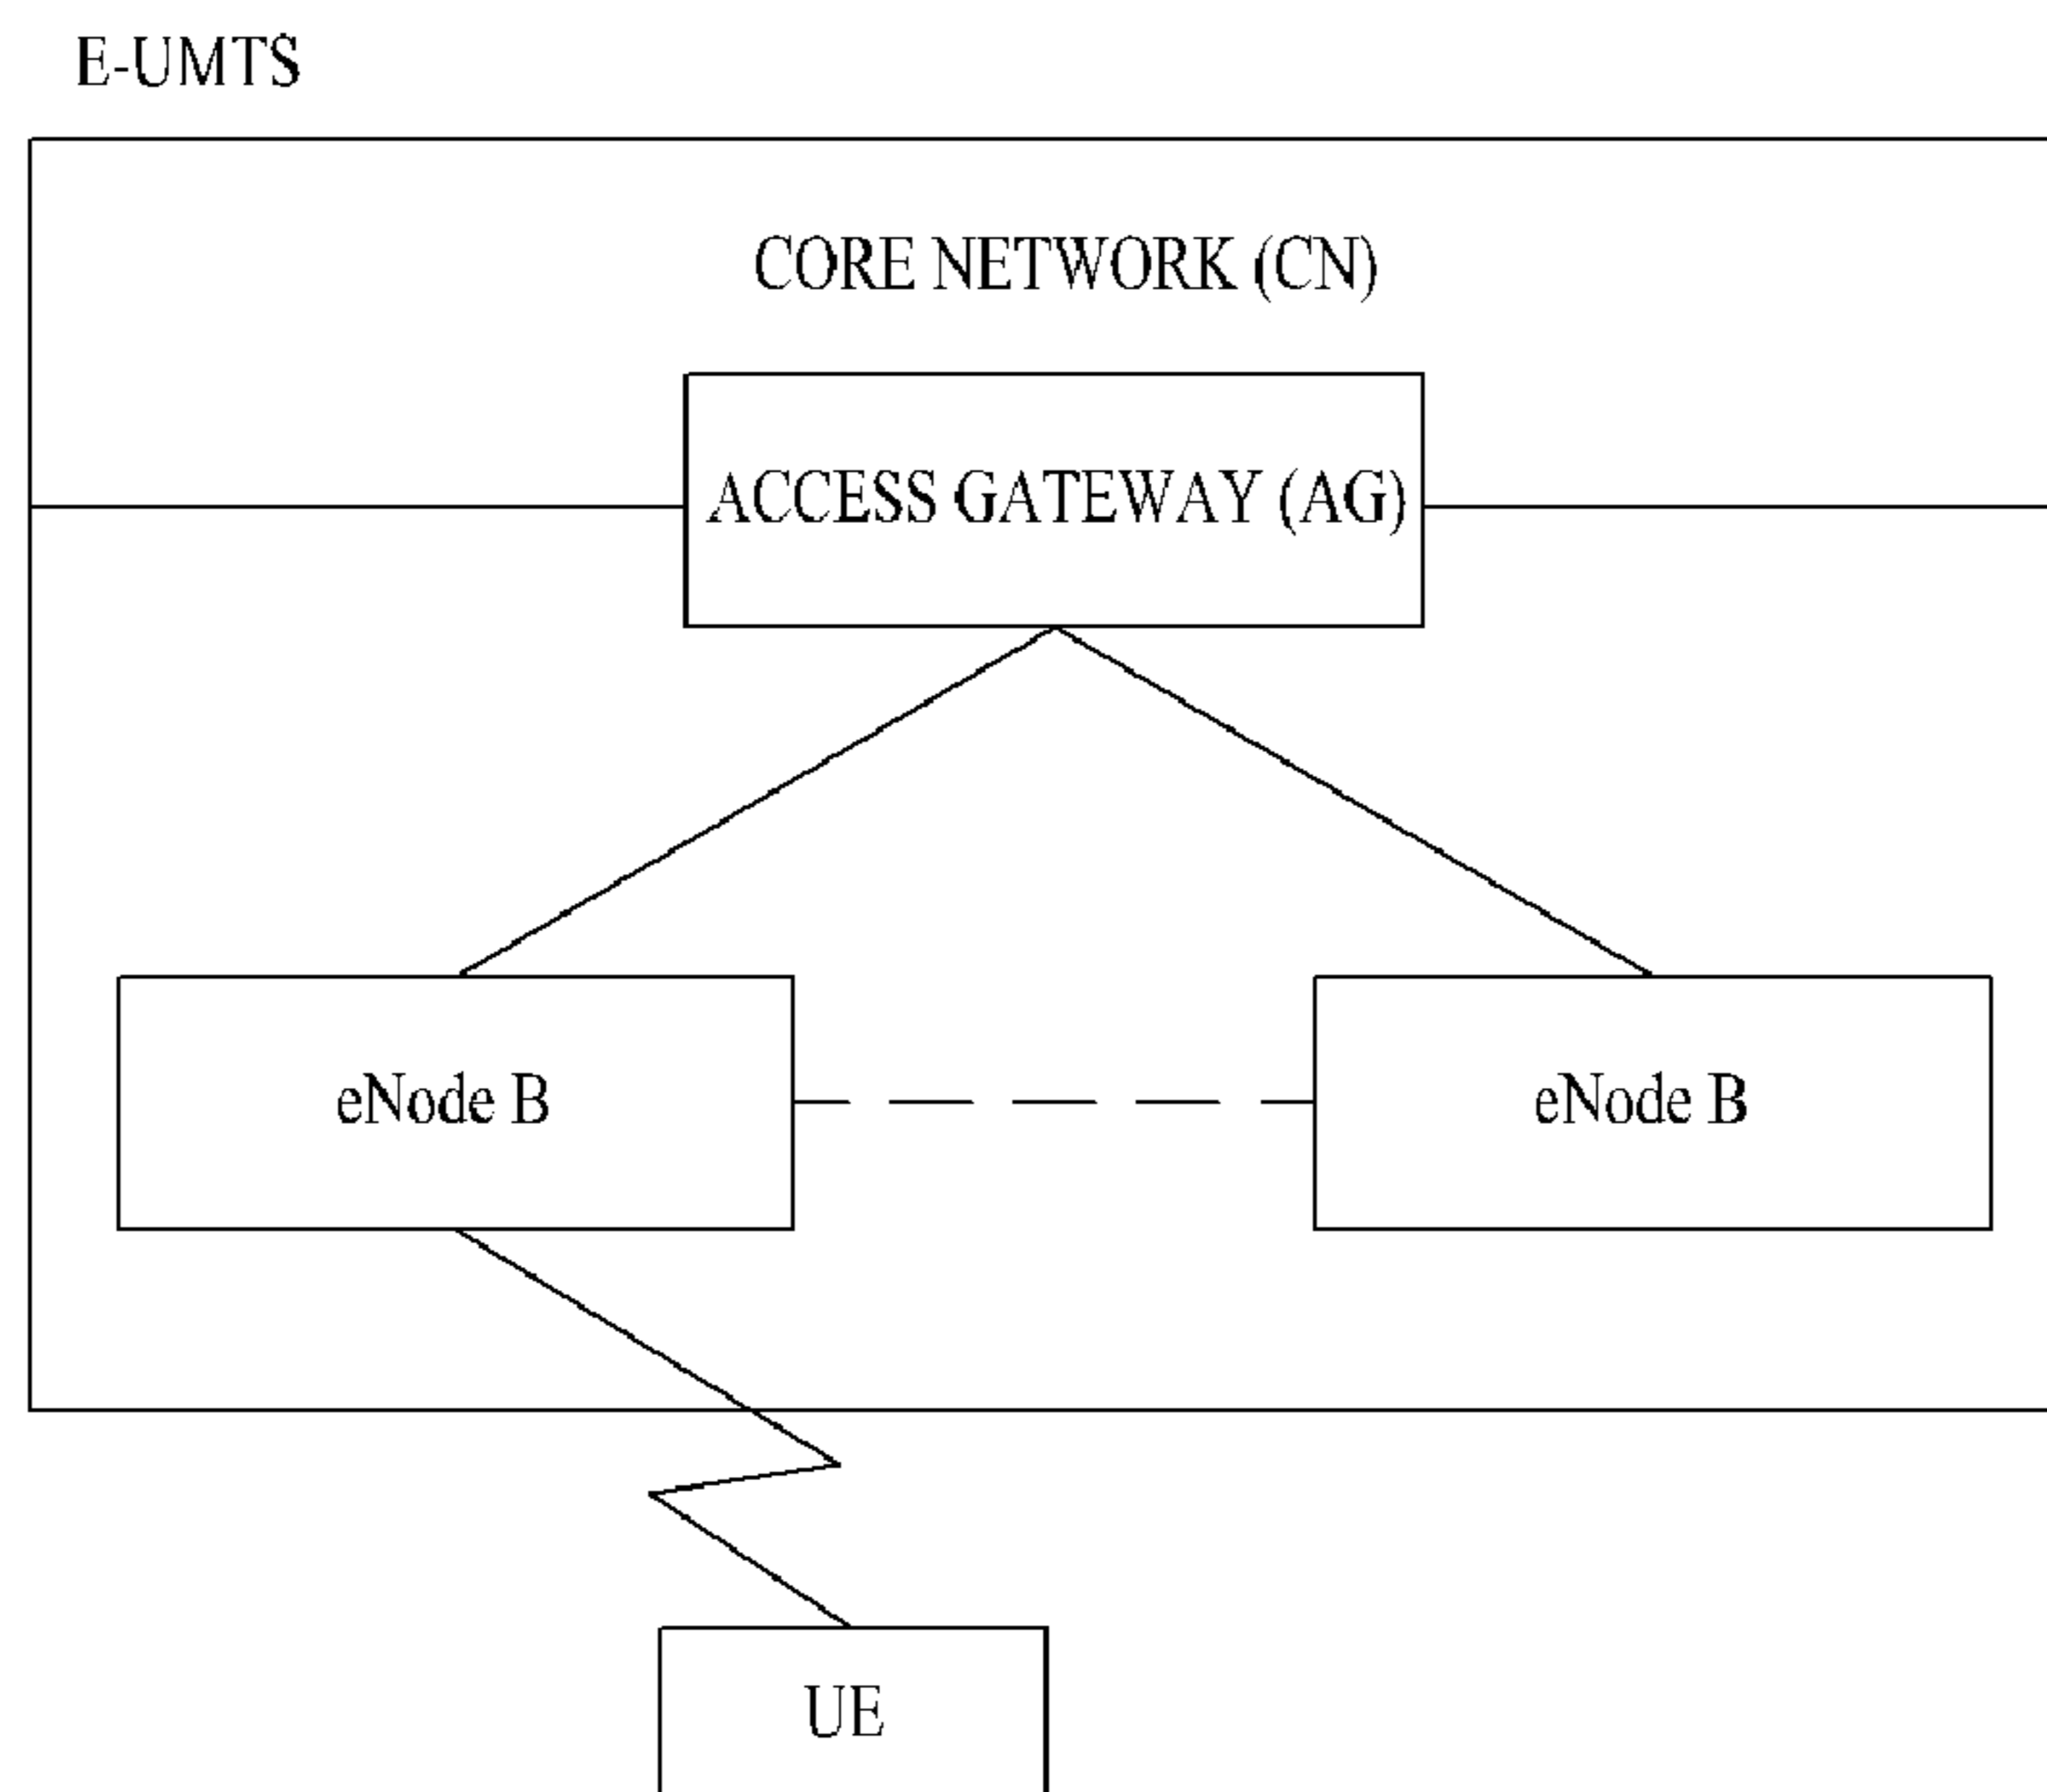 E-UMTS
CORE NETWORK (CN)
ACCESS GATEWAY (AG)
eNode B
eNode B
UE